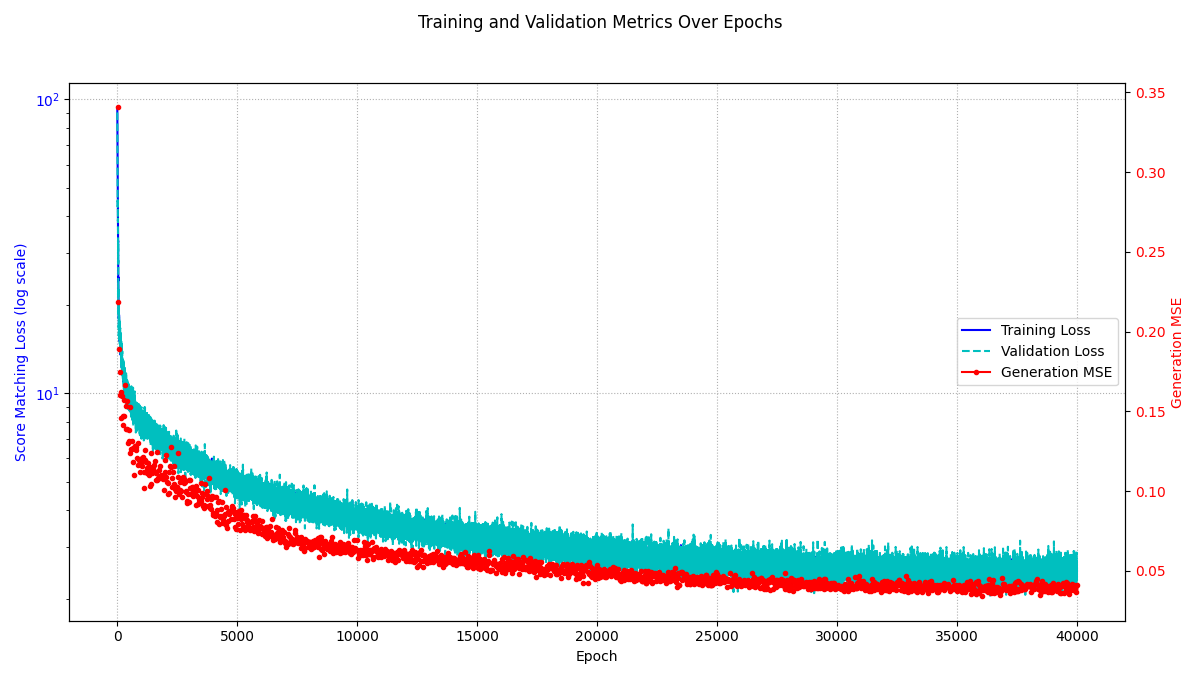 Training and Validation Metrics Over Epochs
10²
10¹
Score Matching Loss (log scale)
0.35
0.30
0.25
0.20
0.15
0.10
0.05
Generation MSE
Training Loss
Validation Loss
Generation MSE
0 5000 10000 15000 20000 25000 30000 35000 40000
Epoch